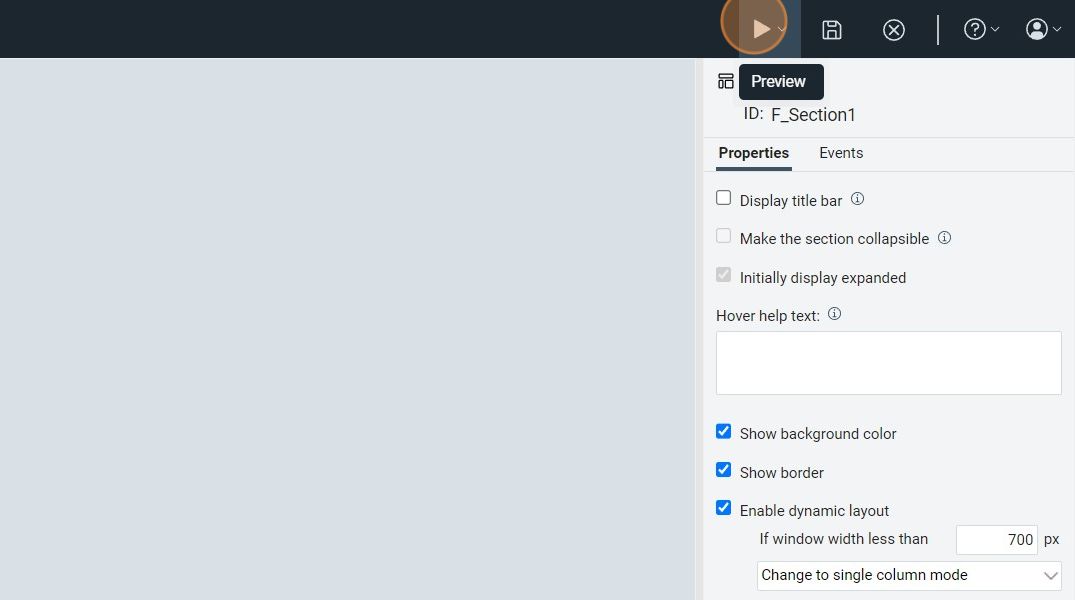 Preview
ID: F_Section1
Properties Events
Display title bar
Make the section collapsible
Initially display expanded
Hover help text:
Show background color
Show border
Enable dynamic layout
If window width less than 700 px
Change to single column mode